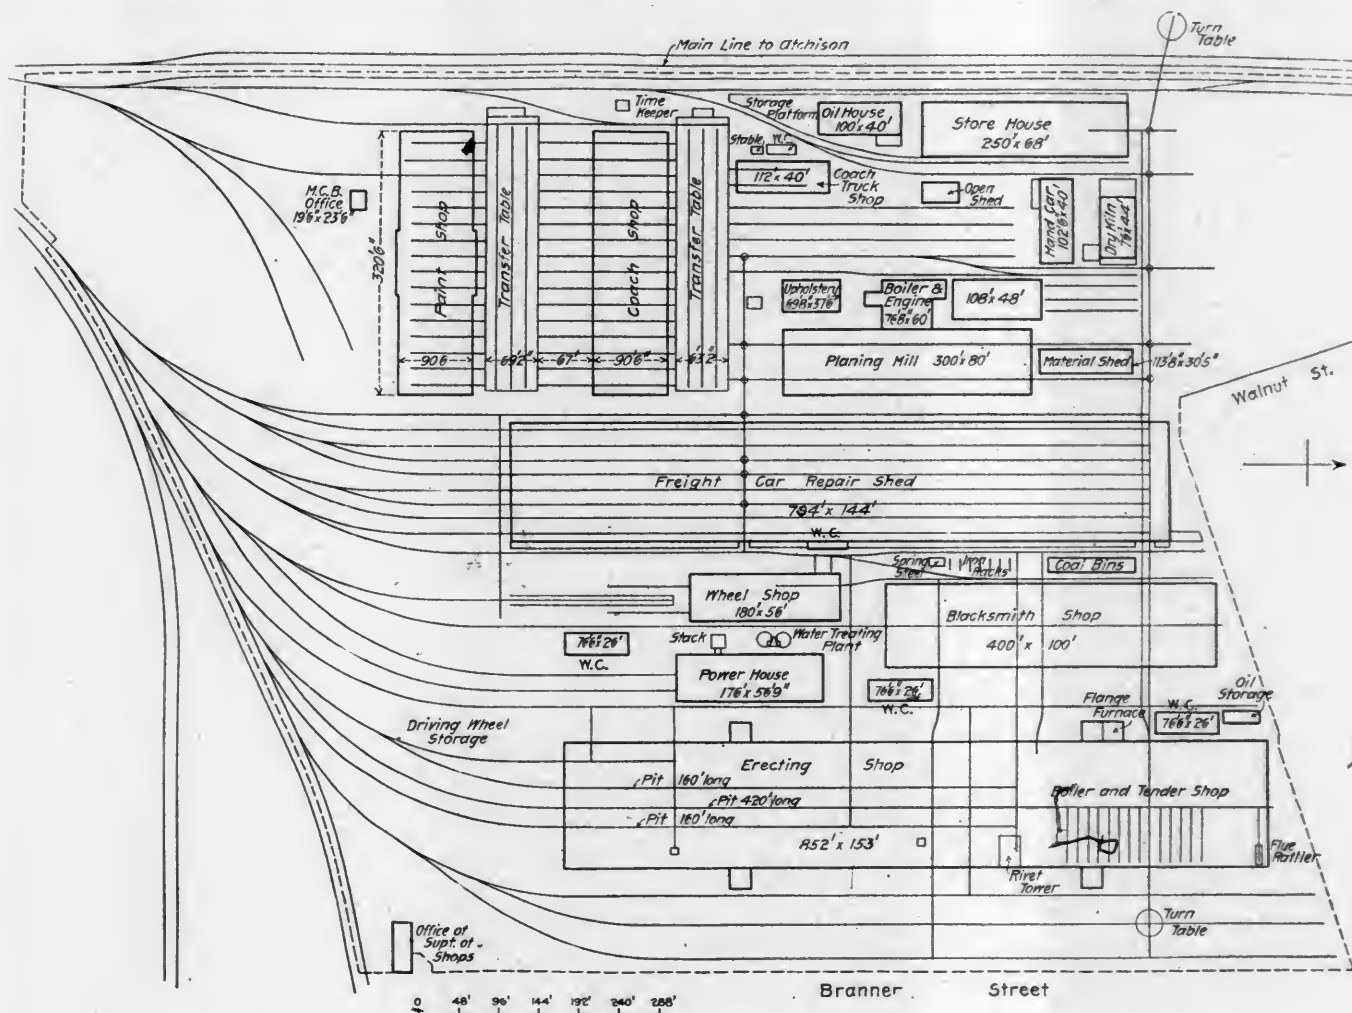 Main Line to Atchison
Turn
Table
Time
Keeper
Storage
Platform
Oil House
100'x40'
Store House
250'x68'
Stable
W.C.
112'x40'
Coach
Truck
Shop
Open
Shed
Hand Car
102'6"x40'
Dry Kiln
76'x44'
M.C.B.
Office
19'6"x23'6"
320'6"
Paint Shop
Transfer Table
Coach Shop
Transfer Table
90'6
69'2"
67'
90'6"
63'2"
Upholstery
69'8"x37'6"
Boiler &
Engine
76'8"x60'
108'x48'
Planing Mill 300'x80'
Material Shed
113'8"x30'5"
Walnut St.
Freight Car Repair Shed
794'x144'
W.C.
Spring
Steel
Iron
Racks
Coal Bins
Wheel Shop
180'x56'
Blacksmith Shop
400'x100'
76'6"x26'
W.C.
Stack
Water Treating
Plant
Power House
176'x56'9"
76'6"x26'
W.C.
Flange
Furnace
W.C.
76'6"x26'
Oil
Storage
Driving Wheel
Storage
Erecting Shop
Pit 160'long
Pit 420'long
Pit 160'long
852'x153'
Boiler and Tender Shop
Rivet
Tower
Flue
Rattler
Turn
Table
Office of
Supt. of
Shops
Branner Street
0 48' 96' 144' 192' 240' 288'